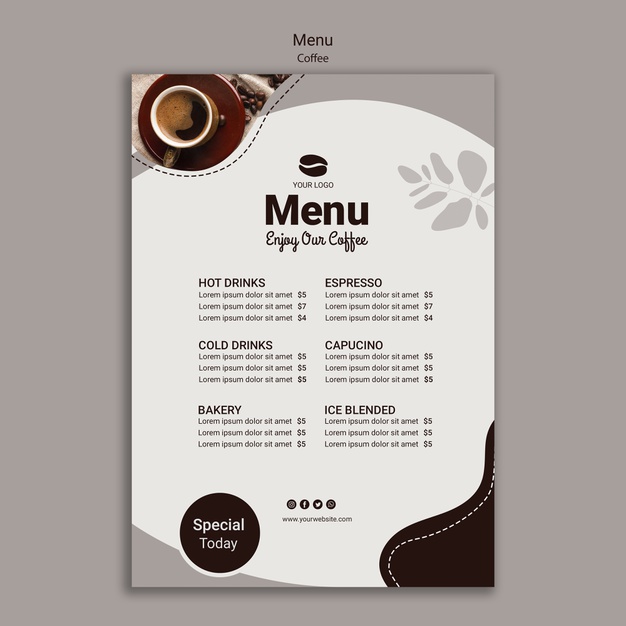 Menu
Coffee
YOUR LOGO
Menu
Enjoy Our Coffee
HOT DRINKS
Lorem ipsum dolor sit amet $5
Lorem ipsum dolor sit amet $7
Lorem ipsum dolor sit amet $4
ESPRESSO
Lorem ipsum dolor sit amet $5
Lorem ipsum dolor sit amet $7
Lorem ipsum dolor sit amet $4
COLD DRINKS
Lorem ipsum dolor sit amet $5
Lorem ipsum dolor sit amet $5
Lorem ipsum dolor sit amet $5
CAPUCINO
Lorem ipsum dolor sit amet $5
Lorem ipsum dolor sit amet $5
Lorem ipsum dolor sit amet $5
BAKERY
Lorem ipsum dolor sit amet $5
Lorem ipsum dolor sit amet $5
Lorem ipsum dolor sit amet $5
ICE BLENDED
Lorem ipsum dolor sit amet $5
Lorem ipsum dolor sit amet $5
Lorem ipsum dolor sit amet $5
Special
Today
www.yourwebsite.com